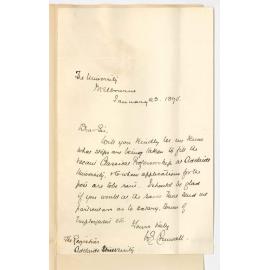 The University
Melbourne
January 23. 1895.
Dear Sir,
Will you kindly let me know
what steps are being taken to fill the
vacant Classical Professorship at Adelaide
University, & when applications for the
post are to be sent. I should be glad
if you would at the same time send me
particulars as to salary, term of
employment etc.
Yours truly
The Registrar
Adelaide University